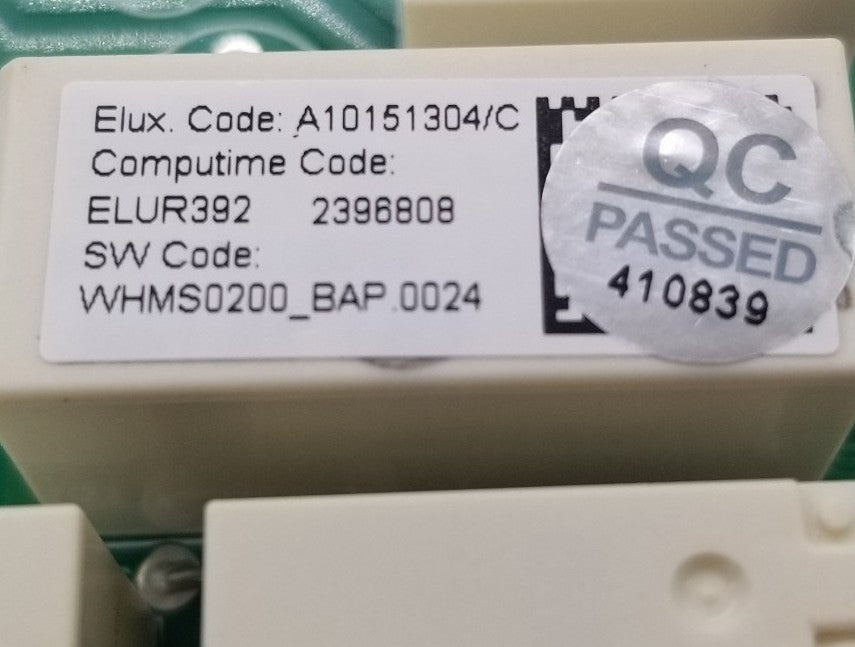 Elux. Code: A10151304/C
Computime Code:
ELUR392 2396808
SW Code:
WHMS0200_BAP.0024
QC
PASSED
410839